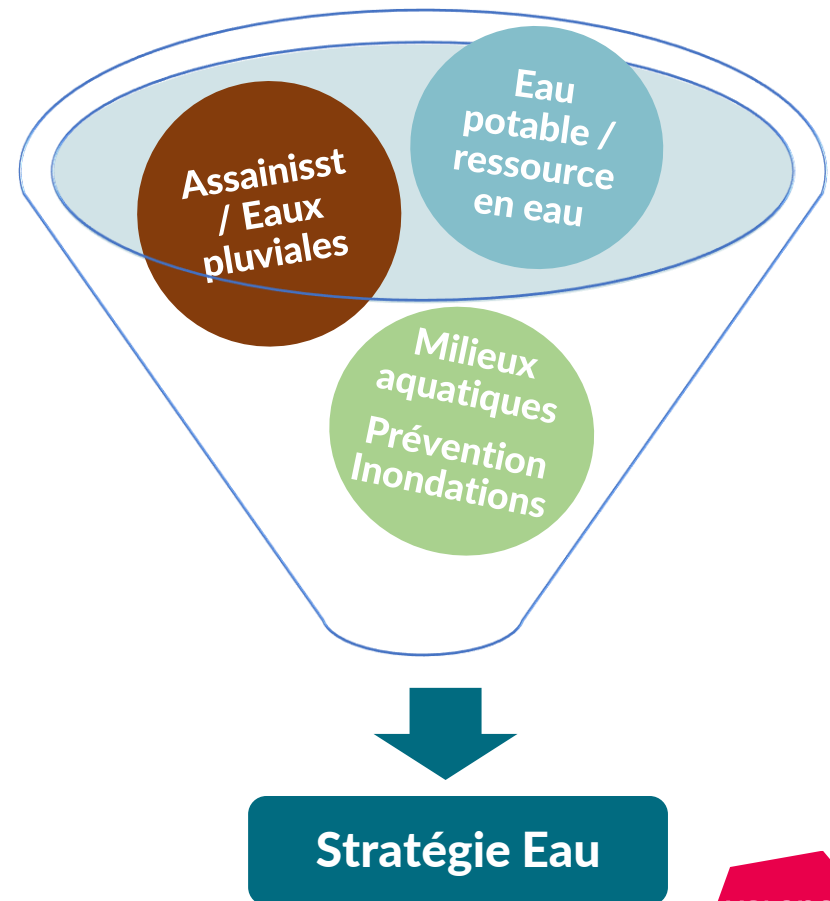 Assainisst
/ Eaux
pluviales
Eau
potable /
ressource
en eau
Milieux
aquatiques
Prévention
Inondations
Stratégie Eau